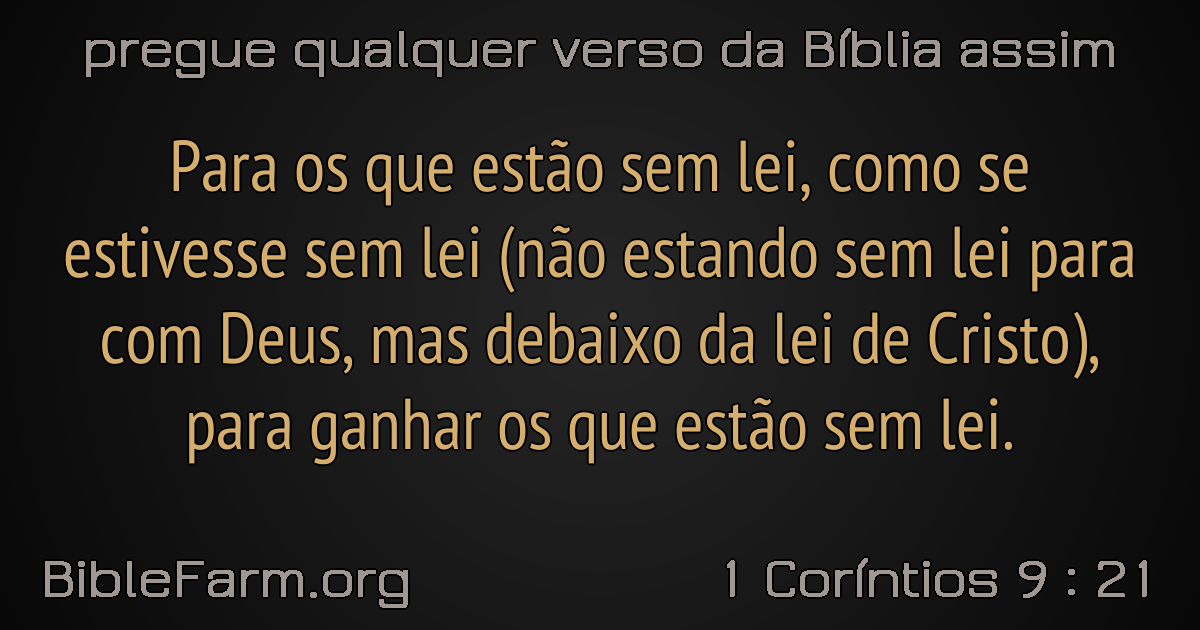 pregue qualquer verso da Bíblia assim
Para os que estão sem lei, como se
estivesse sem lei (não estando sem lei para
com Deus, mas debaixo da lei de Cristo),
para ganhar os que estão sem lei.
BibleFarm.org
1 Coríntios 9 : 21